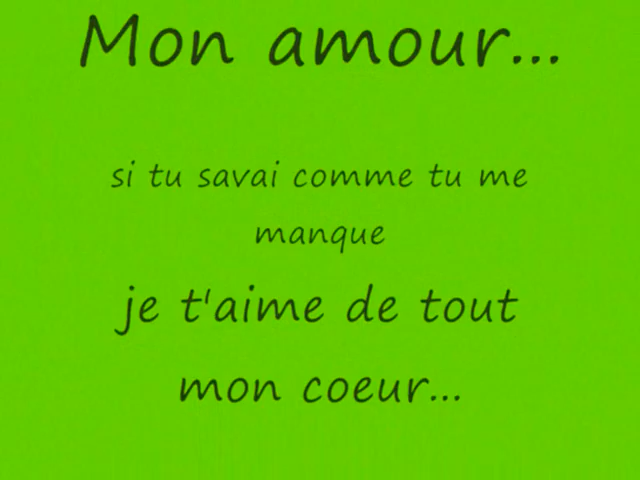 Mon amour...
si tu savai comme tu me
manque
je t'aime de tout
mon coeur...